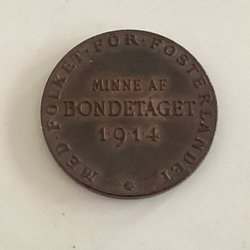 MED·FOLKET·FÖR·FOSTERLANDET
MINNE AF
BONDETÅGET
1914